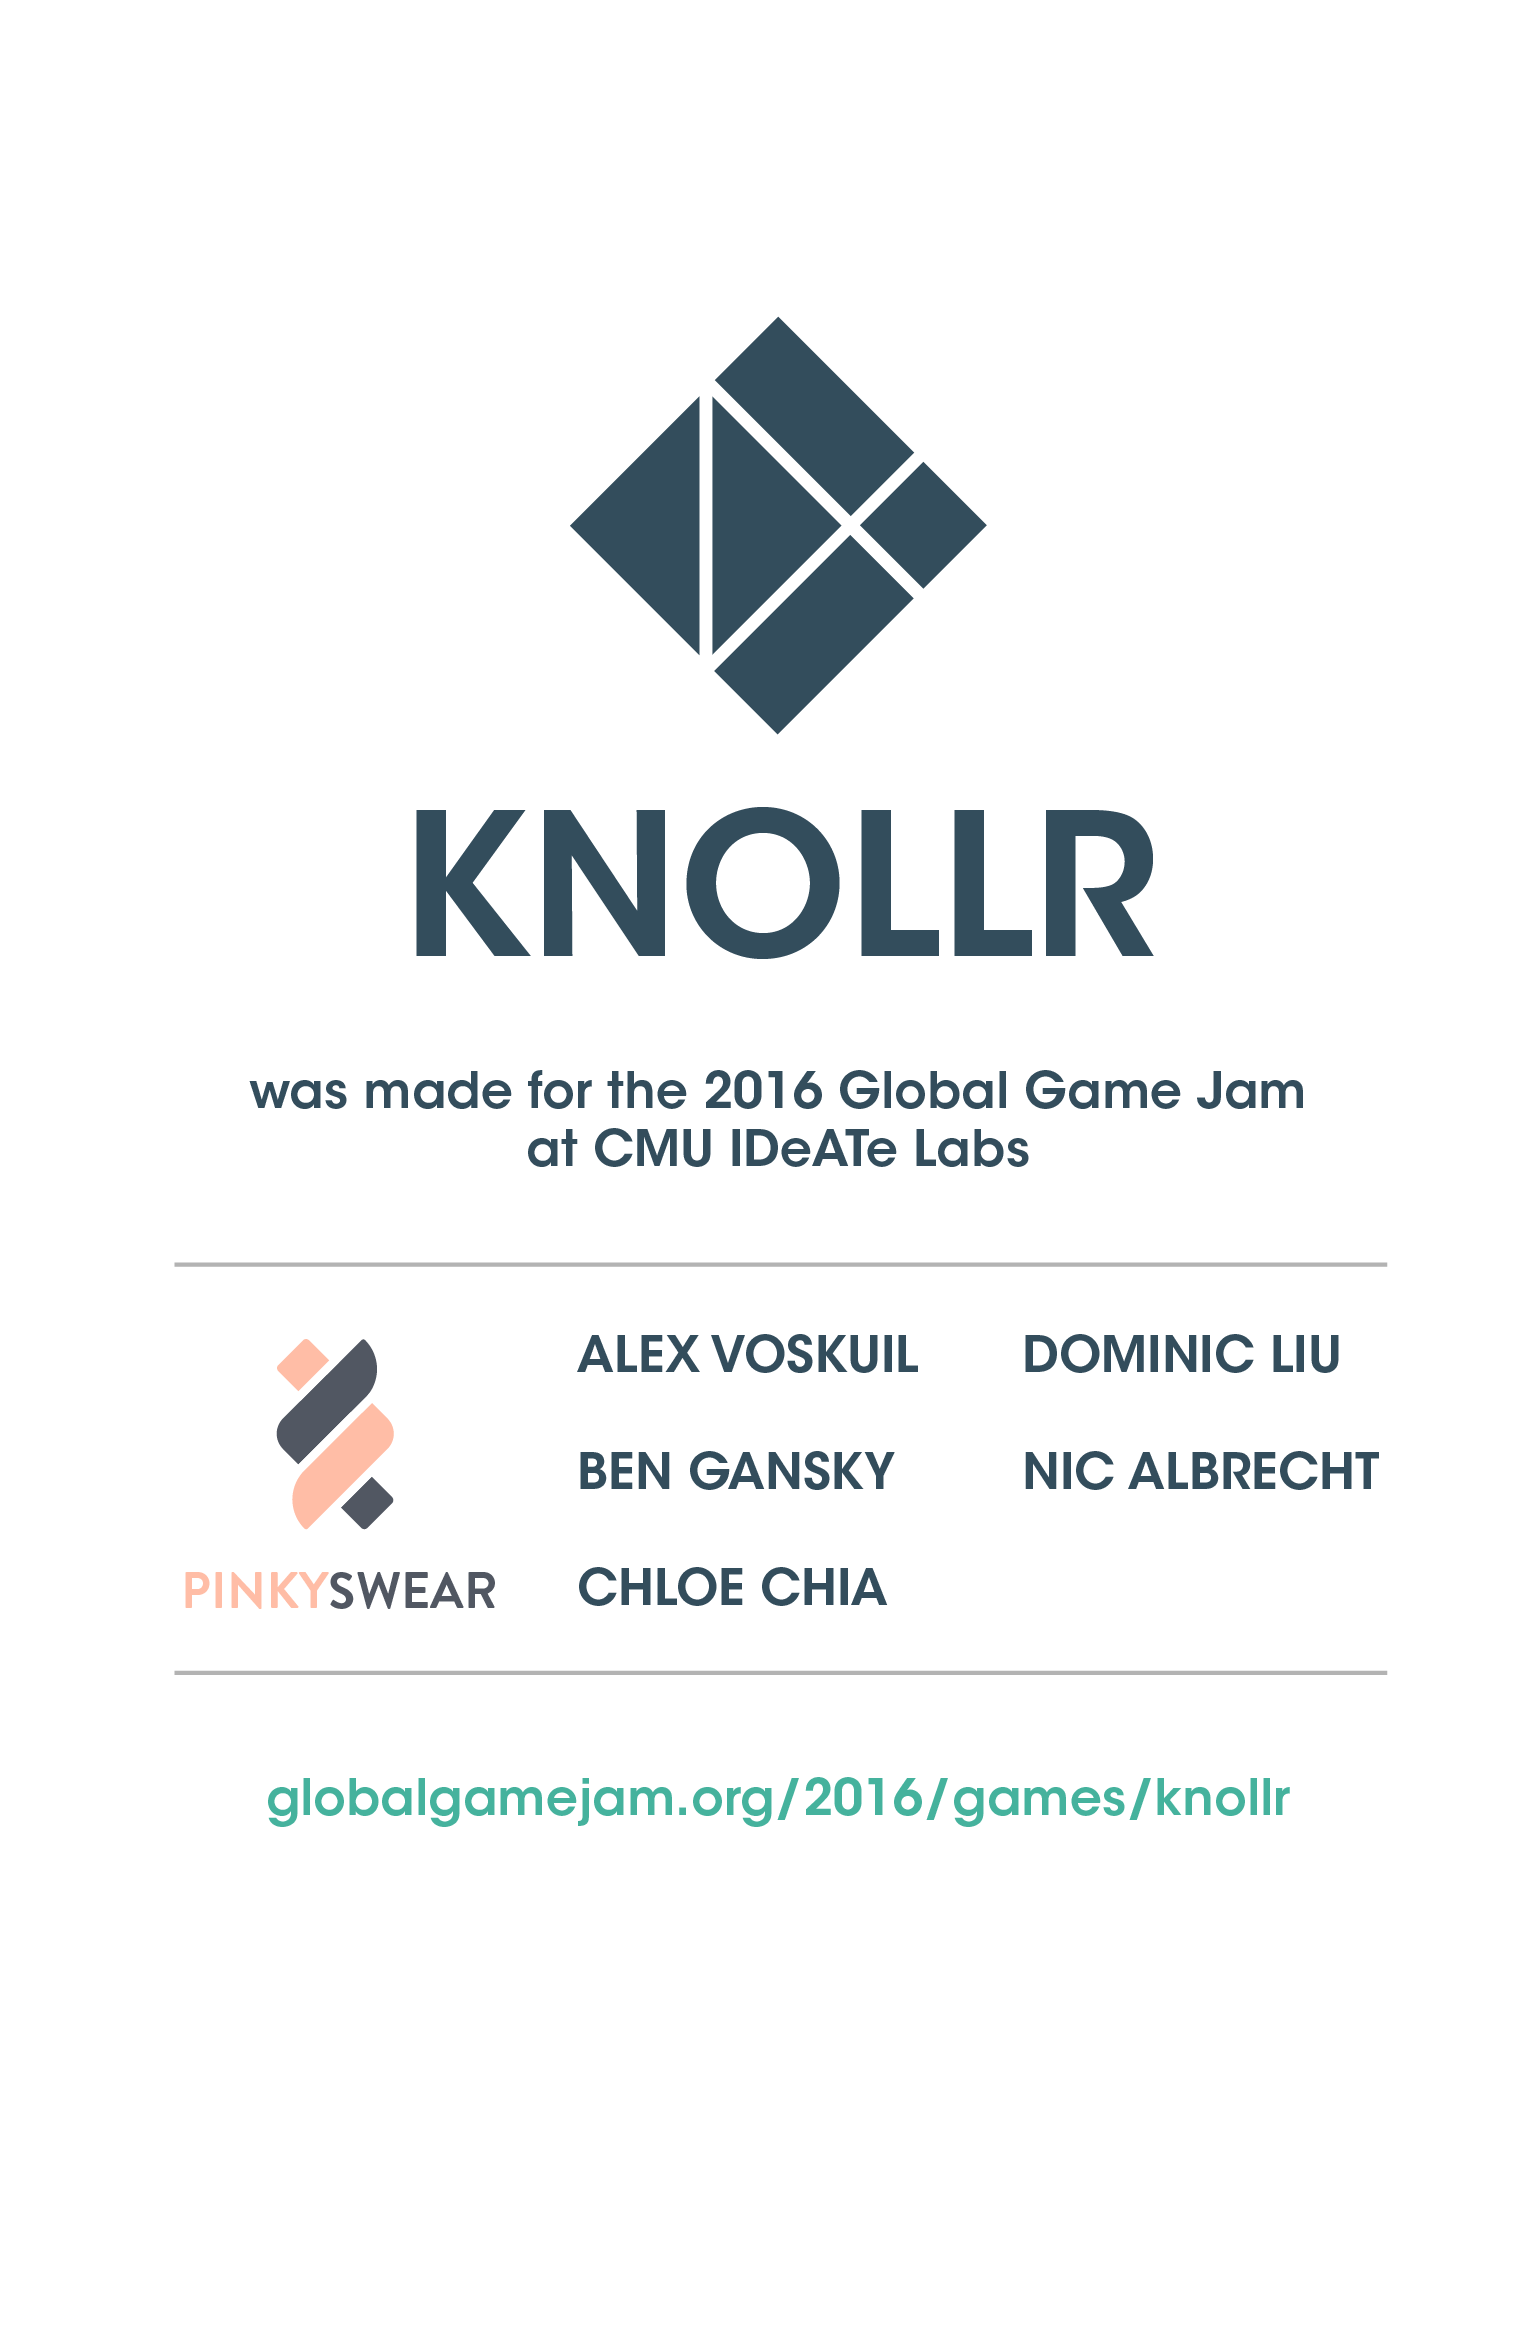 KNOLLR
was made for the 2016 Global Game Jam
at CMU IDeATe Labs
PINKYSWEAR
ALEX VOSKUIL
BEN GANSKY
CHLOE CHIA
DOMINIC LIU
NIC ALBRECHT
globalgamejam.org/2016/games/knollr